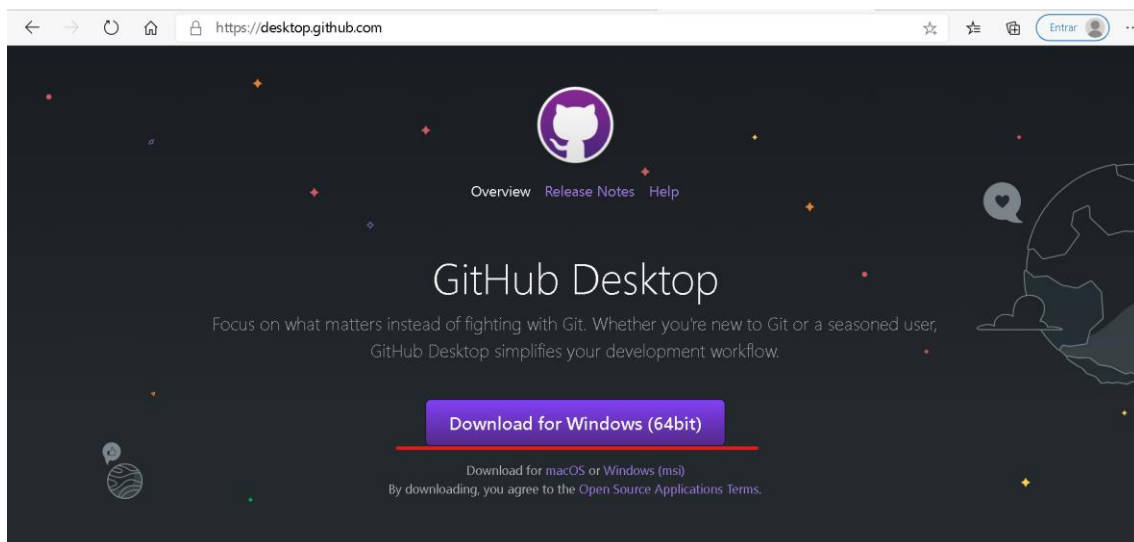 https://desktop.github.com
Entrar
Overview Release Notes Help
GitHub Desktop
Focus on what matters instead of fighting with Git. Whether you're new to Git or a seasoned user,
GitHub Desktop simplifies your development workflow.
Download for Windows (64bit)
Download for macOS or Windows (msi)
By downloading, you agree to the Open Source Applications Terms.